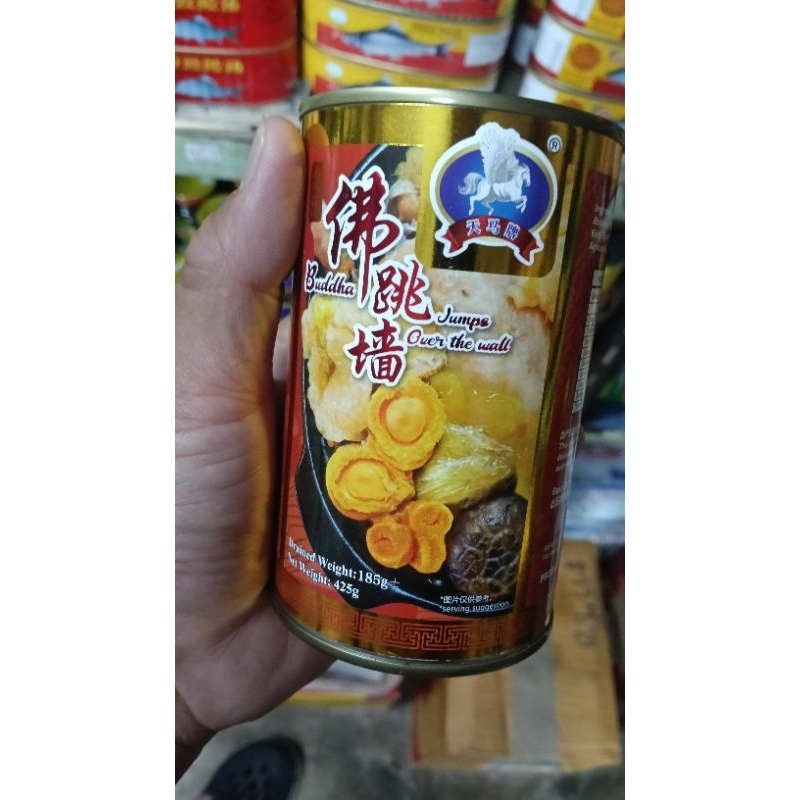 天马牌
®
佛跳墙
Buddha
Jumps
Over the wall
Drained Weight:185g
Net Weight: 425g
*图片仅供参考.
*serving suggestion